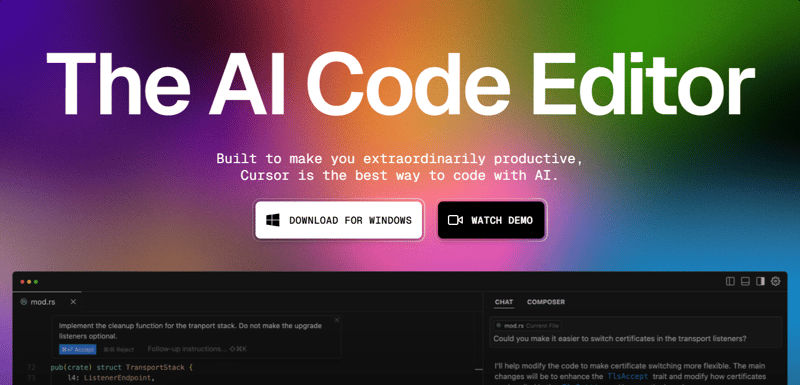 The AI Code Editor
Built to make you extraordinarily productive,
Cursor is the best way to code with AI.
DOWNLOAD FOR WINDOWS
WATCH DEMO
mod.rs
CHAT
COMPOSER
Implement the cleanup function for the tranport stack. Do not make the upgrade
listeners optional.
Accept
Reject
Follow-up instructions...
mod.rs Current File
Could you make it easier to switch certificates in the transport listeners?
72 pub(crate) struct TransportStack {
73 l4: ListenerEndpoint,
I'll help modify the code to make certificate switching more flexible. The main
changes will be to enhance the TlsAccept trait and modify how certificates